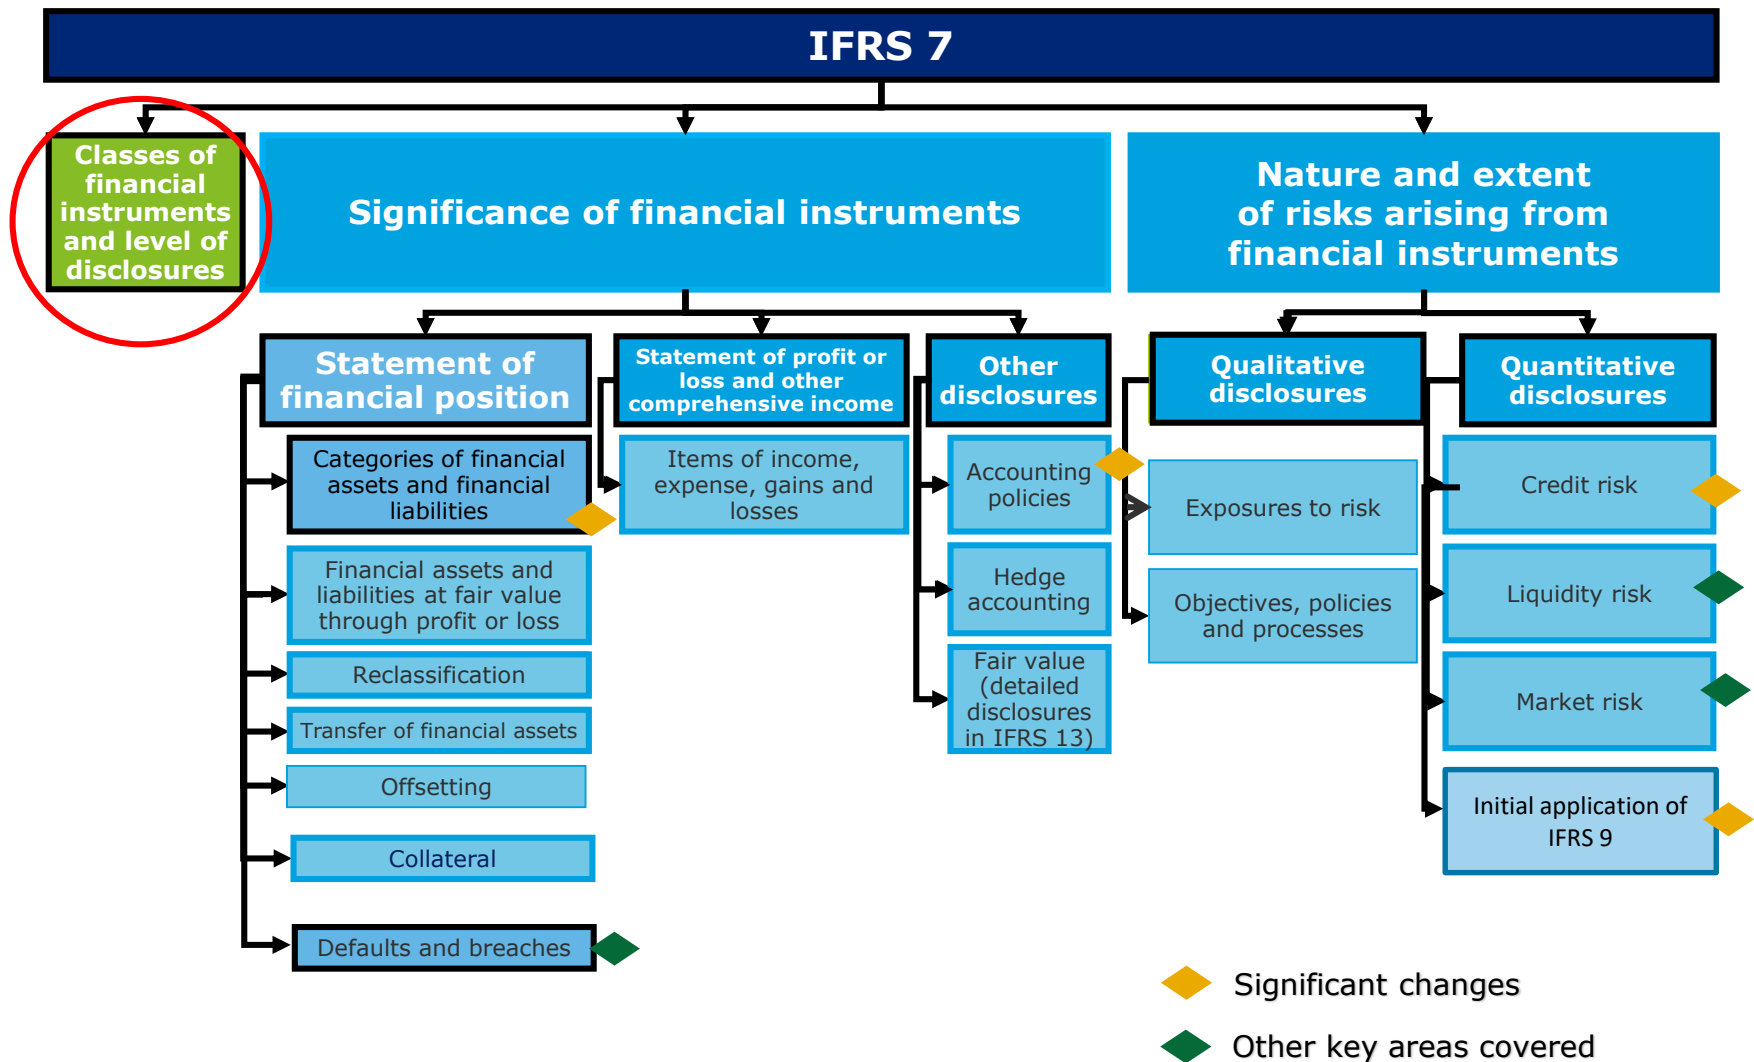 IFRS 7
Classes of
financial
instruments
and level of
disclosures
Significance of financial instruments
Nature and extent
of risks arising from
financial instruments
Statement of
financial position
Statement of profit or
loss and other
comprehensive income
Other
disclosures
Qualitative
disclosures
Quantitative
disclosures
Categories of financial
assets and financial
liabilities
Items of income,
expense, gains and
losses
Accounting
policies
Exposures to risk
Credit risk
Financial assets and
liabilities at fair value
through profit or loss
Hedge
accounting
Objectives, policies
and processes
Liquidity risk
Reclassification
Fair value
(detailed
disclosures
in IFRS 13)
Market risk
Transfer of financial assets
Offsetting
Initial application of
IFRS 9
Collateral
Defaults and breaches
Significant changes
Other key areas covered